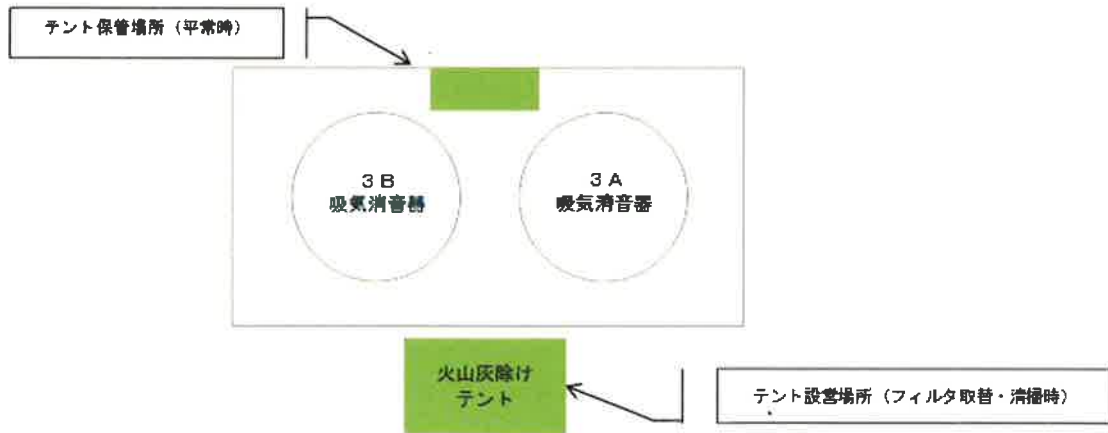 テント保管場所（平常時）
3B
吸気消音器
3A
吸気消音器
火山灰除け
テント
テント設営場所（フィルタ取替・清掃時）